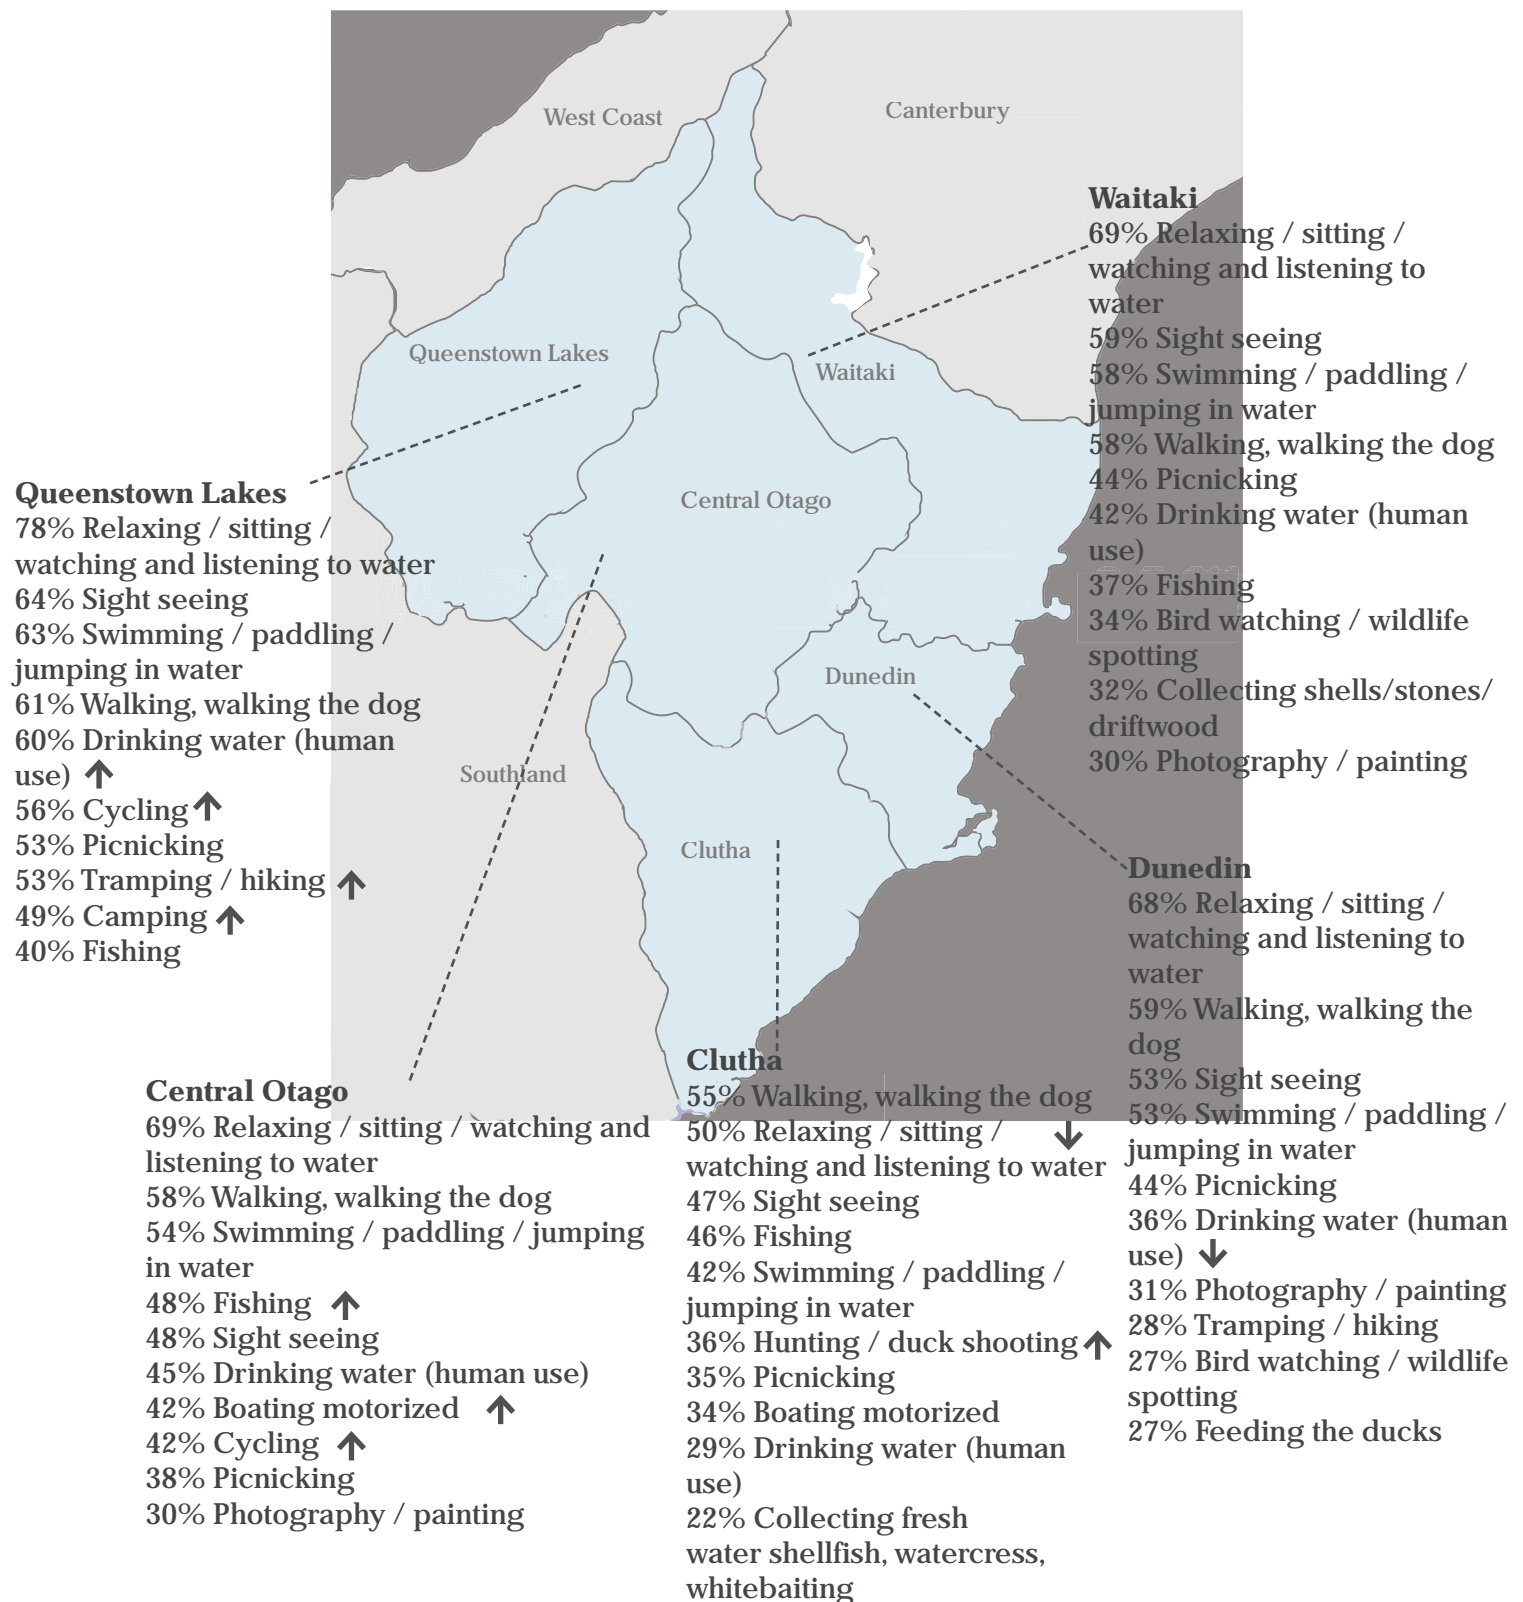 West Coast
Canterbury
Queenstown Lakes
Waitaki
Central Otago
Dunedin
Southland
Clutha
Waitaki
69% Relaxing / sitting /
watching and listening to
water
59% Sight seeing
58% Swimming / paddling /
jumping in water
58% Walking, walking the dog
44% Picnicking
42% Drinking water (human
use)
37% Fishing
34% Bird watching / wildlife
spotting
32% Collecting shells/stones/
driftwood
30% Photography / painting
Queenstown Lakes
78% Relaxing / sitting /
watching and listening to water
64% Sight seeing
63% Swimming / paddling /
jumping in water
61% Walking, walking the dog
60% Drinking water (human
use) ↑
56% Cycling ↑
53% Picnicking
53% Tramping / hiking ↑
49% Camping ↑
40% Fishing
Central Otago
69% Relaxing / sitting / watching and
listening to water
58% Walking, walking the dog
54% Swimming / paddling / jumping
in water
48% Fishing ↑
48% Sight seeing
45% Drinking water (human use)
42% Boating motorized ↑
42% Cycling ↑
38% Picnicking
30% Photography / painting
Clutha
55% Walking, walking the dog
50% Relaxing / sitting / ↓
watching and listening to water
47% Sight seeing
46% Fishing
42% Swimming / paddling /
jumping in water
36% Hunting / duck shooting ↑
35% Picnicking
34% Boating motorized
29% Drinking water (human
use)
22% Collecting fresh
water shellfish, watercress,
whitebaiting
Dunedin
68% Relaxing / sitting /
watching and listening to
water
59% Walking, walking the
dog
53% Sight seeing
53% Swimming / paddling /
jumping in water
44% Picnicking
36% Drinking water (human
use) ↓
31% Photography / painting
28% Tramping / hiking
27% Bird watching / wildlife
spotting
27% Feeding the ducks